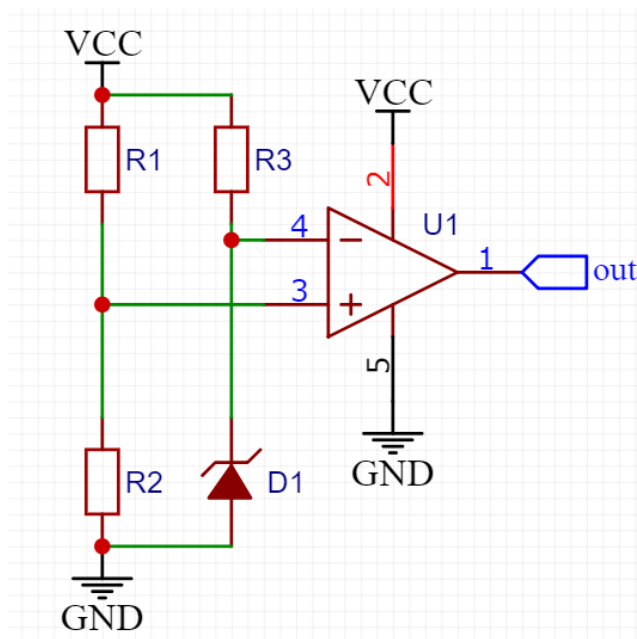 VCC
VCC
R1
R3
2
U1
4
−
1
out
3
+
5
R2
D1
GND
GND